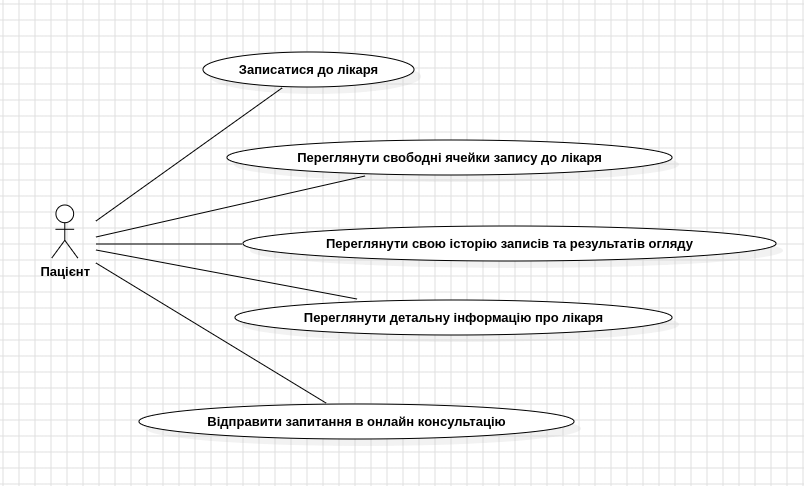 Записатися до лікаря
Переглянути свободні ячейки запису до лікаря
Переглянути свою історію записів та результатів огляду
Пацієнт
Переглянути детальну інформацію про лікаря
Відправити запитання в онлайн консультацію